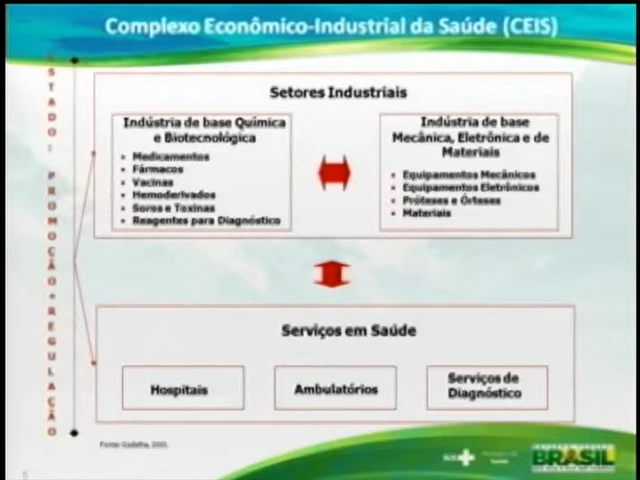 Complexo Econômico-Industrial da Saúde (CEIS)
ESTADO: PROMOÇÃO + REGULAÇÃO
Setores Industriais
Indústria de base Química
e Biotecnológica
• Medicamentos
• Fármacos
• Vacinas
• Hemoderivados
• Soros e Toxinas
• Reagentes para Diagnóstico
Indústria de base
Mecânica, Eletrônica e de
Materiais
• Equipamentos Mecânicos
• Equipamentos Eletrônicos
• Próteses e Órteses
• Materiais
Serviços em Saúde
Hospitais
Ambulatórios
Serviços de
Diagnóstico
Fonte: Gadelha, 2003.
SUS
Saúde
BRASIL